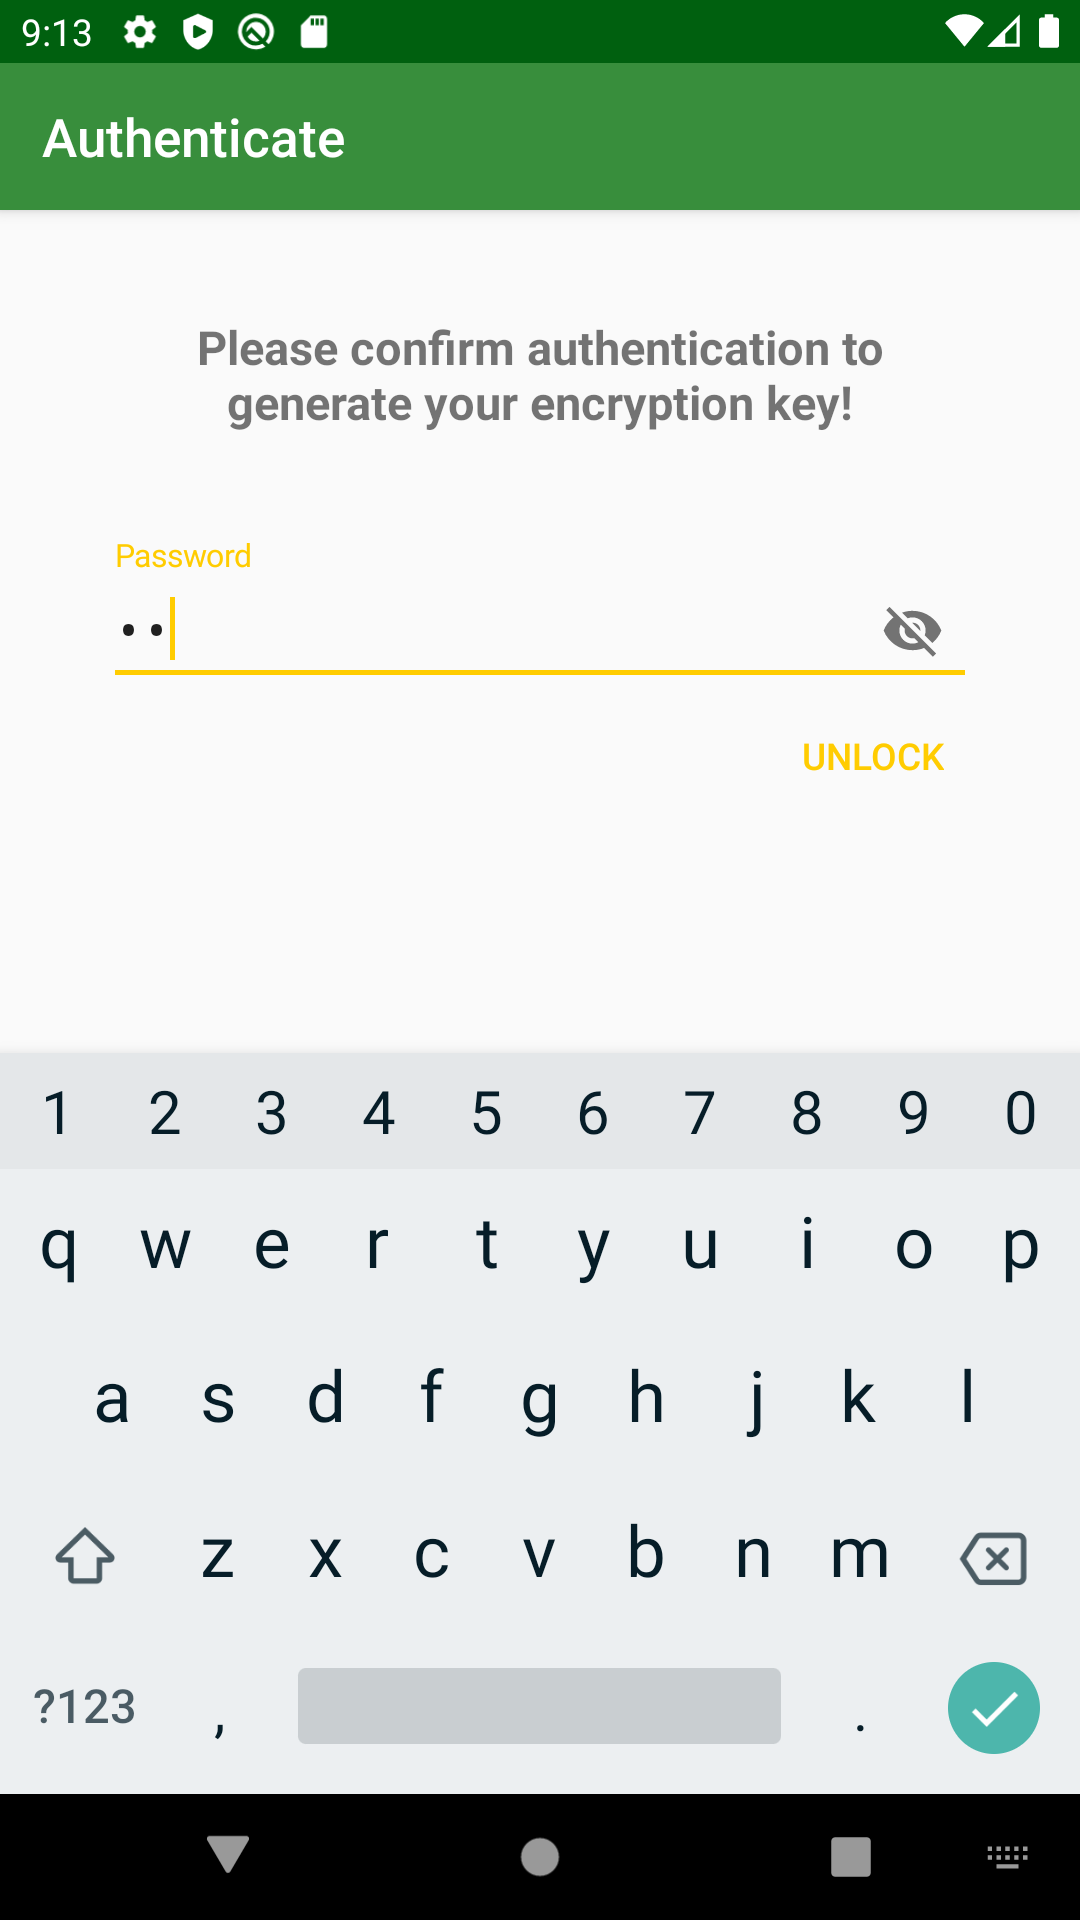 9:13
Authenticate
Please confirm authentication to
generate your encryption key!
Password
••
UNLOCK
1 2 3 4 5 6 7 8 9 0
q w e r t y u i o p
a s d f g h j k l
z x c v b n m
?123 , .